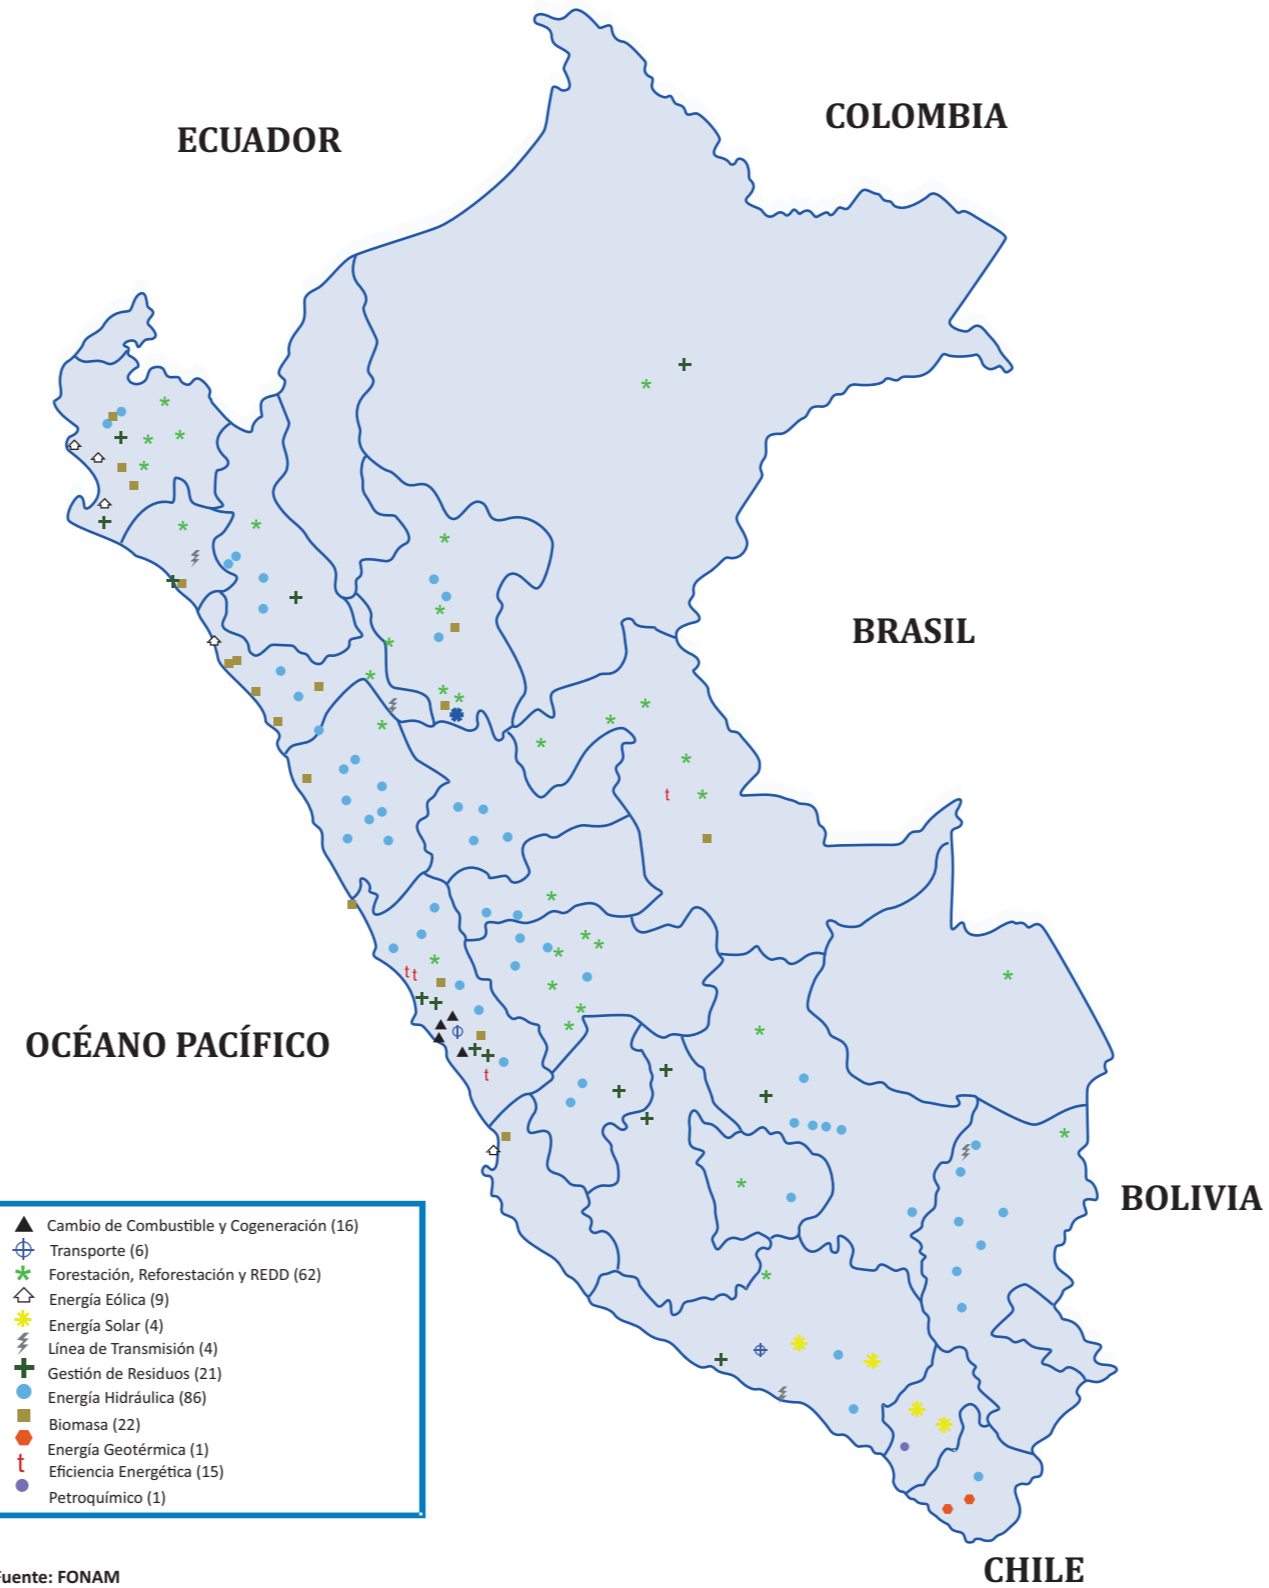 COLOMBIA
ECUADOR
BRASIL
OCÉANO PACÍFICO
BOLIVIA
Cambio de Combustible y Cogeneración (16)
Transporte (6)
Forestación, Reforestación y REDD (62)
Energía Eólica (9)
Energía Solar (4)
Línea de Transmisión (4)
Gestión de Residuos (21)
Energía Hidráulica (86)
Biomasa (22)
Energía Geotérmica (1)
t Eficiencia Energética (15)
Petroquímico (1)
CHILE
Fuente: FONAM
t
t t
t